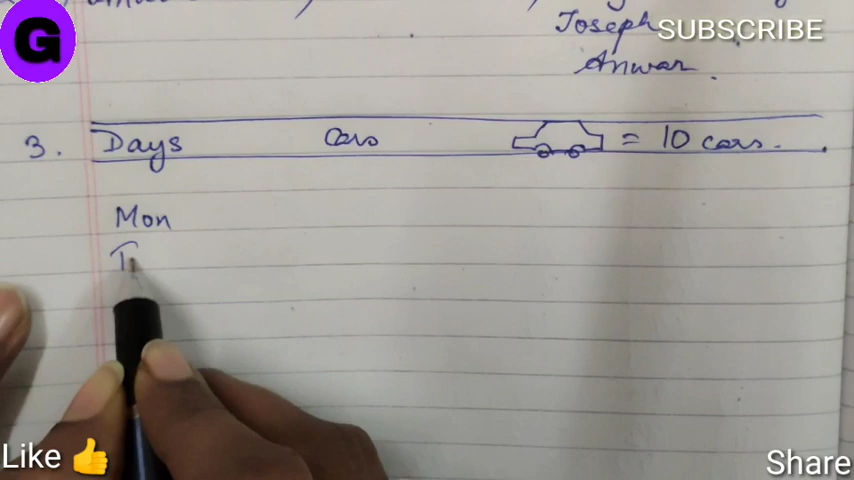 G
Joseph SUBSCRIBE
Anwar.
3. Days cars = 10 cars.
Mon
T
Like 👍
Share